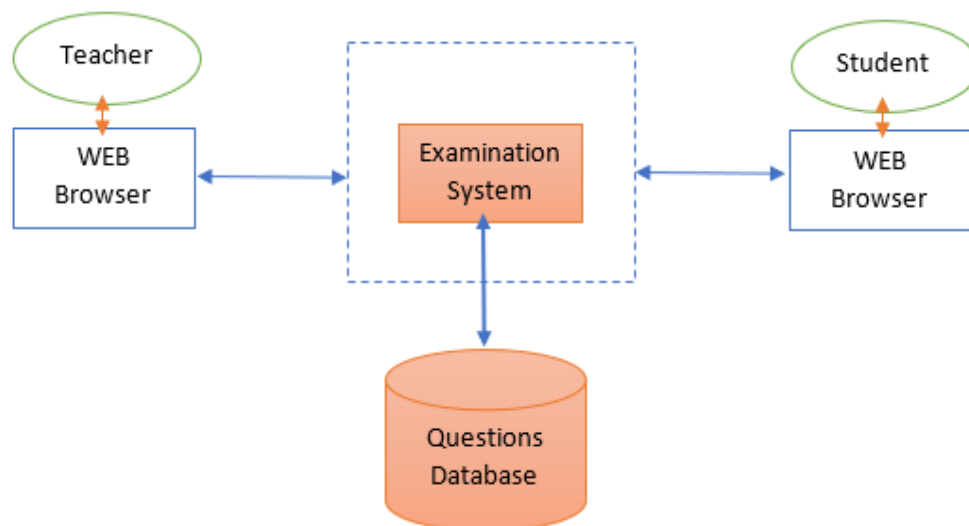 Teacher
WEB
Browser
Examination
System
Student
WEB
Browser
Questions
Database